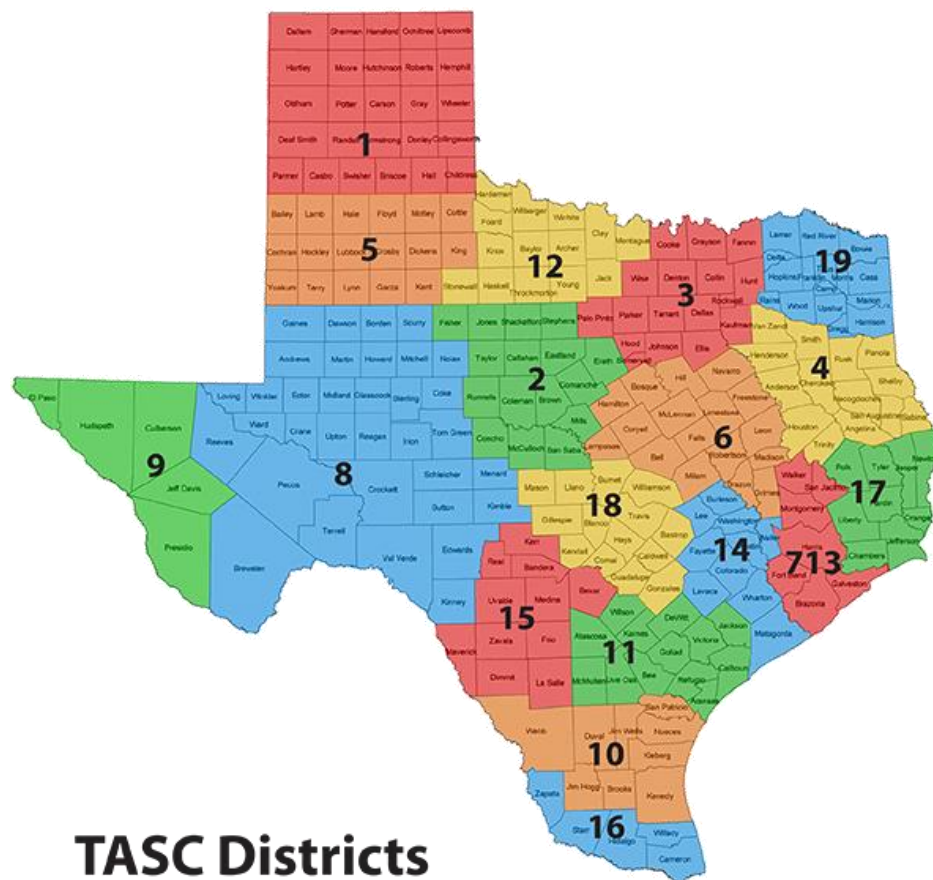 Dallam Sherman Hansford Ochiltree Lipscomb
Hartley Moore Hutchinson Roberts Hemphill
Oldham Potter Carson Gray Wheeler
Deaf Smith Randall Armstrong Donley Collingsworth
1
Parmer Castro Swisher Briscoe Hall Childress
Bailey Lamb Hale Floyd Motley Cottle
Cochran Hockley Lubbock Crosby Dickens King
5
Yoakum Terry Lynn Garza Kent
Hardeman
Foard Wilbarger Wichita
Clay Montague
Knox Baylor Archer
12
Stonewall Haskell Throckmorton Young Jack
Cooke Grayson Fannin
Wise Denton Collin Hunt
3
Rockwall
Palo Pinto Parker Tarrant Dallas Kaufman
Hood Johnson Ellis
Somervell
Lamar Red River Bowie
Delta
19
Hopkins Franklin Morris Cass
Camp
Rains Wood Upshur Marion
Gregg Harrison
Van Zandt Smith
Henderson Rusk Panola
4
Anderson Cherokee Shelby
Nacogdoches
San Augustine Sabine
Houston Angelina
Trinity
Fisher Jones Shackelford Stephens
Taylor Callahan Eastland Erath
2
Runnels Coleman Brown Comanche
Mills
Concho McCulloch San Saba
Gaines Dawson Borden Scurry
Andrews Martin Howard Mitchell Nolan
Loving Winkler Ector Midland Glasscock Sterling Coke
Ward Crane Upton Reagan Irion Tom Green
Reeves
8
Pecos Crockett Schleicher Menard
Sutton Kimble
Terrell Val Verde Edwards
Brewster Kinney
El Paso Hudspeth Culberson
9
Jeff Davis
Presidio
Navarro
Bosque Hill
Hamilton Freestone
McLennan Limestone
Coryell Leon
6
Falls
Lampasas Bell Robertson Madison
Milam Brazos Grimes
Mason Llano Burnet Williamson
18
Gillespie Blanco Travis
Hays Bastrop
Kendall Comal Caldwell
Guadalupe
Gonzales
Burleson
Lee Washington
14
Fayette Waller
Colorado
Lavaca Wharton
Matagorda
Walker San Jacinto
Montgomery
713
Harris
Fort Bend Galveston
Brazoria
Polk Tyler Jasper Newto
17
Hardin
Liberty Orange
Jefferson
Chambers
Kerr
Real Bandera
Bexar
Uvalde Medina
15
Maverick Zavala Frio
Dimmit La Salle
Wilson
DeWitt Jackson
Atascosa Karnes Victoria
11
Goliad
McMullen Live Oak Bee Refugio Calhoun
Aransas
San Patricio
Webb Duval Jim Wells Nueces
10
Kleberg
Jim Hogg Brooks Kenedy
Zapata
16
Starr Hidalgo Willacy
Cameron
TASC Districts